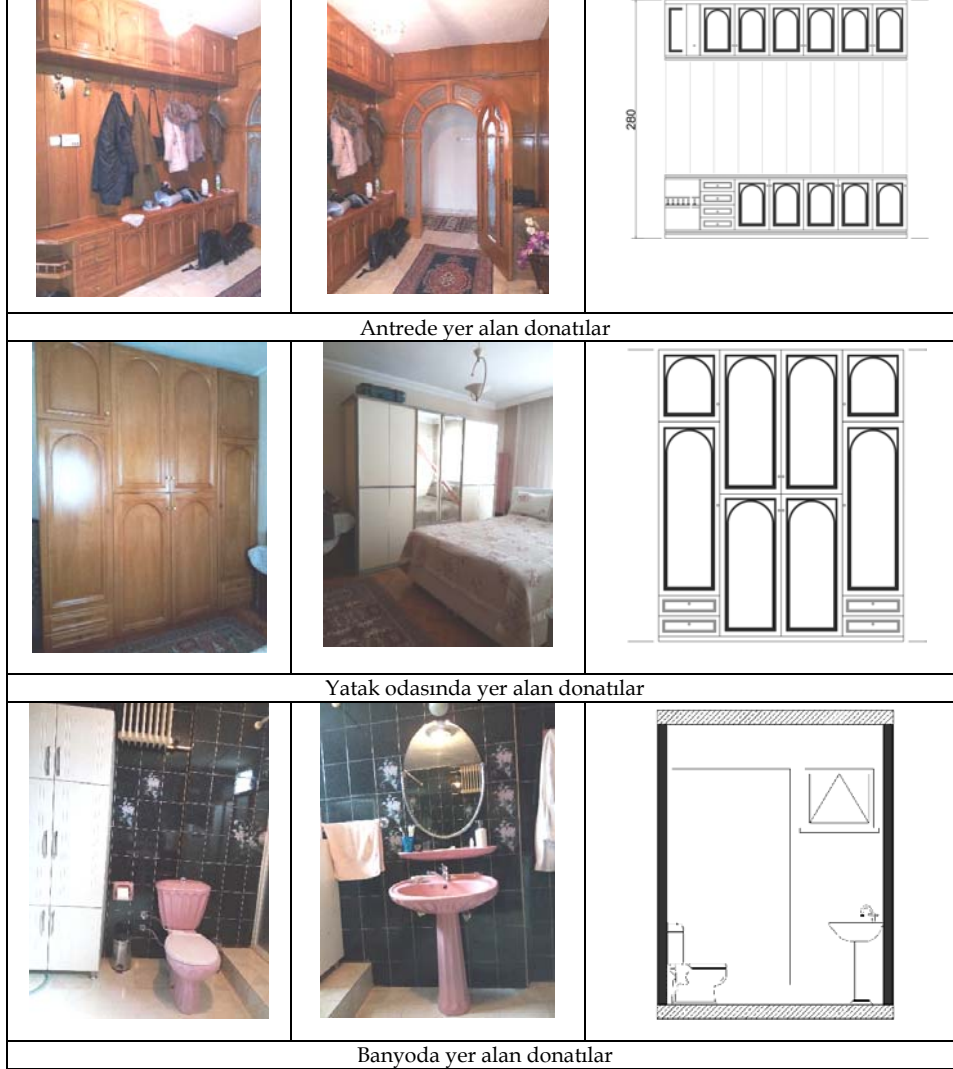 280
Antrede yer alan donatılar
Yatak odasında yer alan donatılar
Banyoda yer alan donatılar